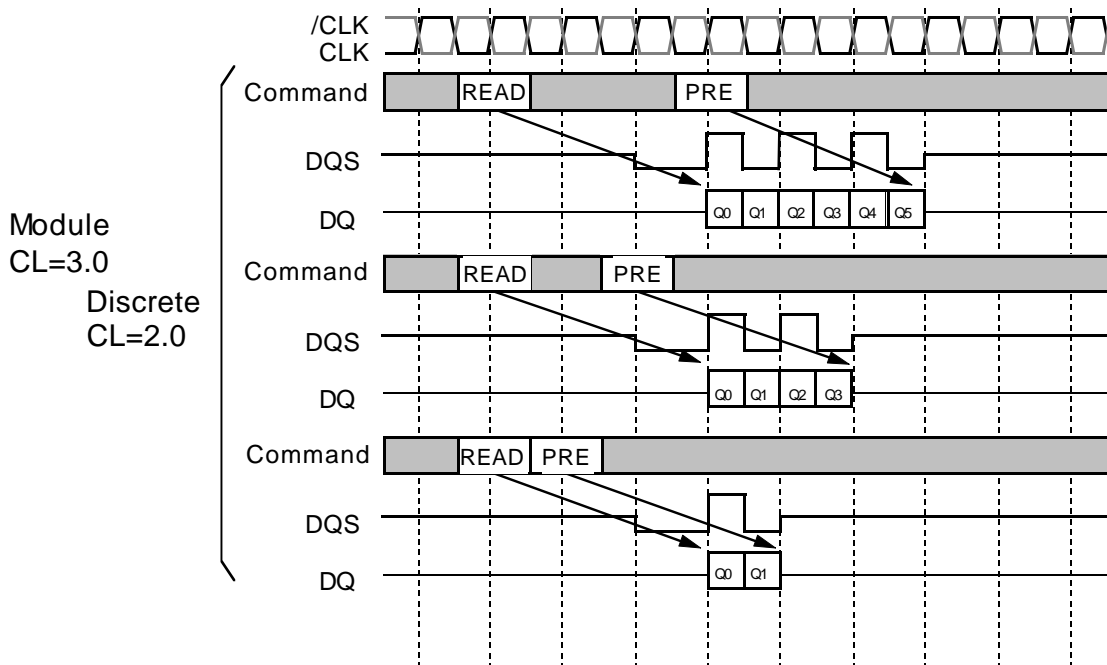 /CLK
CLK
Command READ PRE
DQS
DQ Q0 Q1 Q2 Q3 Q4 Q5
Module
CL=3.0
Discrete
CL=2.0
Command READ PRE
DQS
DQ Q0 Q1 Q2 Q3
Command READ PRE
DQS
DQ Q0 Q1